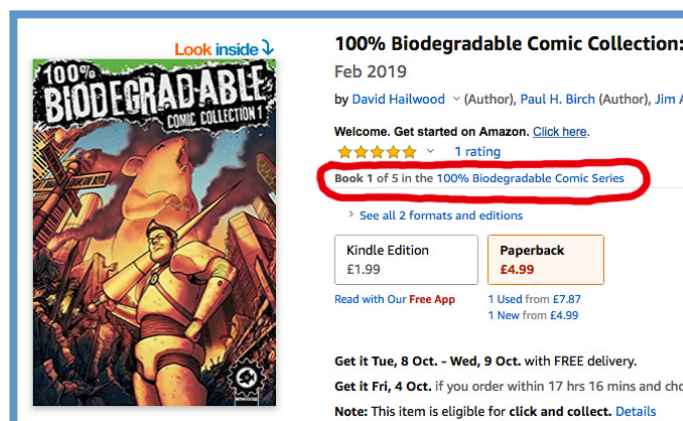 Look inside
100%
BIODEGRADABLE
COMIC COLLECTION 1
100% Biodegradable Comic Collection:
Feb 2019
by David Hailwood (Author), Paul H. Birch (Author), Jim
Welcome. Get started on Amazon. Click here.
1 rating
Book 1 of 5 in the 100% Biodegradable Comic Series
See all 2 formats and editions
Kindle Edition
£1.99
Paperback
£4.99
Read with Our Free App
1 Used from £7.87
1 New from £4.99
Get it Tue, 8 Oct. - Wed, 9 Oct. with FREE delivery.
Get it Fri, 4 Oct. if you order within 17 hrs 16 mins and cho
Note: This item is eligible for click and collect. Details